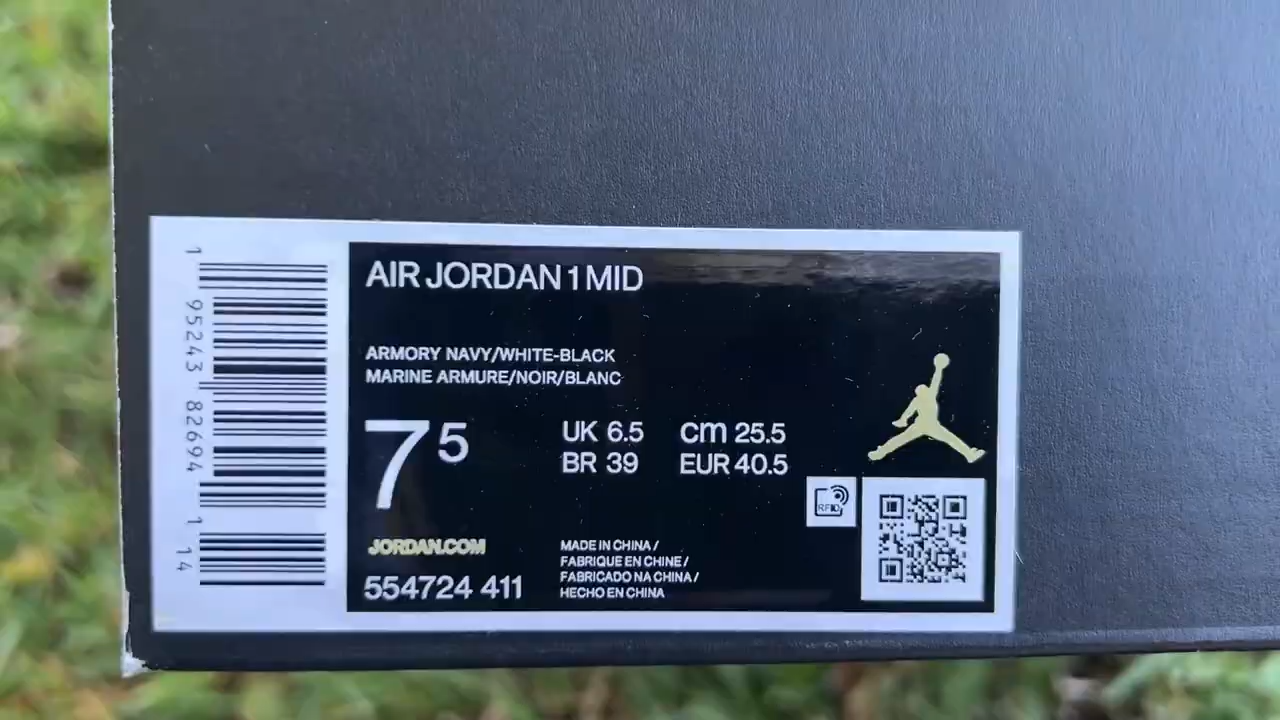 1 95243 82694 1 14
AIR JORDAN 1 MID
ARMORY NAVY/WHITE-BLACK
MARINE ARMURE/NOIR/BLANC
7 5
UK 6.5 cm 25.5
BR 39 EUR 40.5
RFID
JORDAN.COM
554724 411
MADE IN CHINA /
FABRIQUE EN CHINE /
FABRICADO NA CHINA /
HECHO EN CHINA